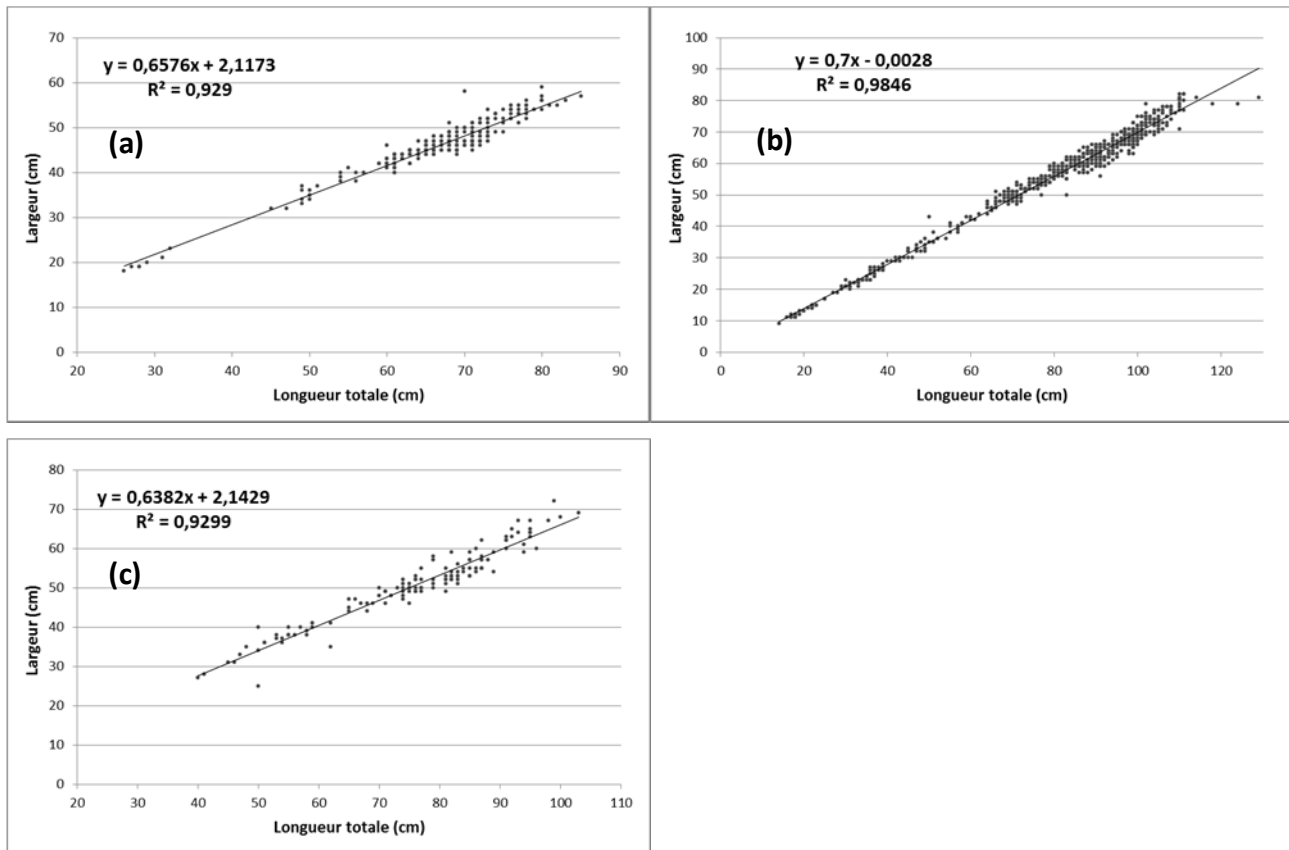 70
60
50
40
30
20
10
0
y = 0,6576x + 2,1173
R² = 0,929
(a)
Largeur (cm)
20 30 40 50 60 70 80 90
Longueur totale (cm)
100
90
80
70
60
50
40
30
20
10
0
y = 0,7x - 0,0028
R² = 0,9846
(b)
Largeur (cm)
0 20 40 60 80 100 120
Longueur totale (cm)
80
70
60
50
40
30
20
10
0
y = 0,6382x + 2,1429
R² = 0,9299
(c)
Largeur (cm)
20 30 40 50 60 70 80 90 100 110
Longueur totale (cm)